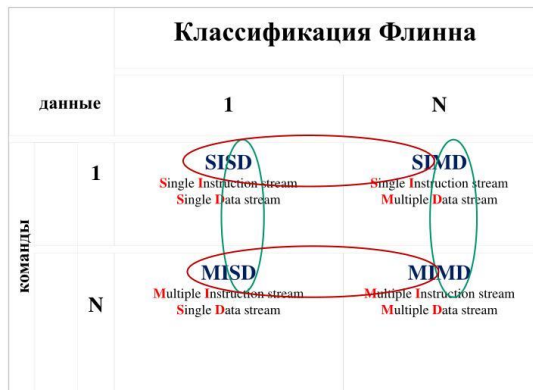 Классификация Флинна
данные
1
N
команды
1
SISD
Single Instruction stream
Single Data stream
SIMD
Single Instruction stream
Multiple Data stream
N
MISD
Multiple Instruction stream
Single Data stream
MIMD
Multiple Instruction stream
Multiple Data stream